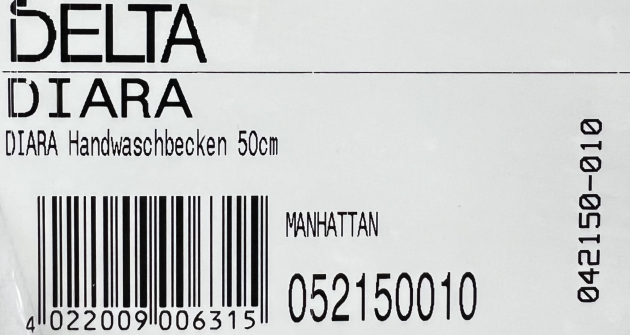 DELTA
DIARA
DIARA Handwaschbecken 50cm
MANHATTAN
052150010
4 022009 006315
042150-010